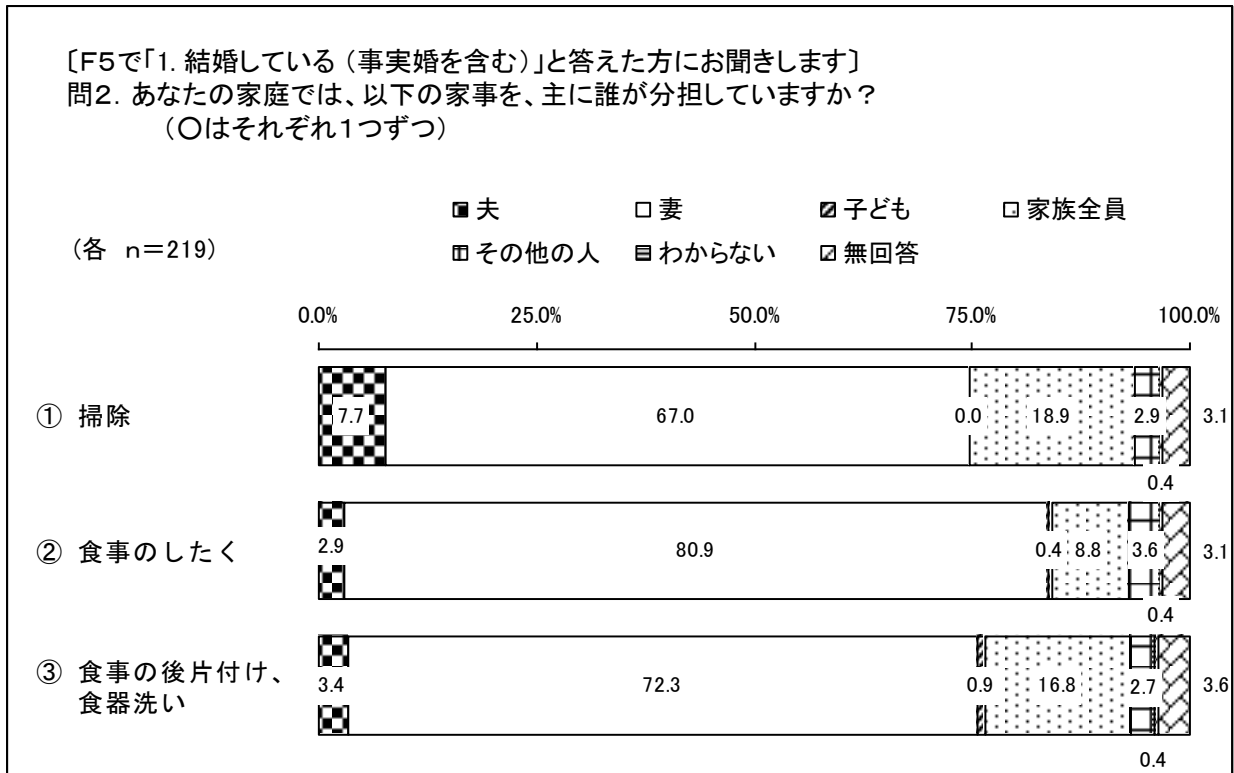 〔F5で「1. 結婚している（事実婚を含む）」と答えた方にお聞きします〕
問2. あなたの家庭では、以下の家事を、主に誰が分担していますか？
（○はそれぞれ1つずつ）
夫 妻 子ども 家族全員
（各 n＝219）
その他の人 わからない 無回答
0.0% 25.0% 50.0% 75.0% 100.0%
① 掃除 7.7 67.0 0.0 18.9 2.9 3.1
0.4
② 食事のしたく 2.9 80.9 0.4 8.8 3.6 3.1
0.4
③ 食事の後片付け、
食器洗い 3.4 72.3 0.9 16.8 2.7 3.6
0.4